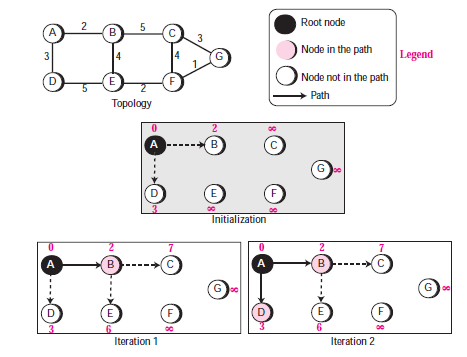 A 2 B 5 C 3
3 4 4 1 G
D 5 E 2 F
Topology
Root node
Node in the path
Node not in the path
Path
Legend
0 2 ∞
A B C
G ∞
D E F
3 ∞ ∞
Initialization
0 2 7
A B C
G ∞
D E F
3 6 ∞
Iteration 1
0 2 7
A B C
G ∞
D E F
3 6 ∞
Iteration 2